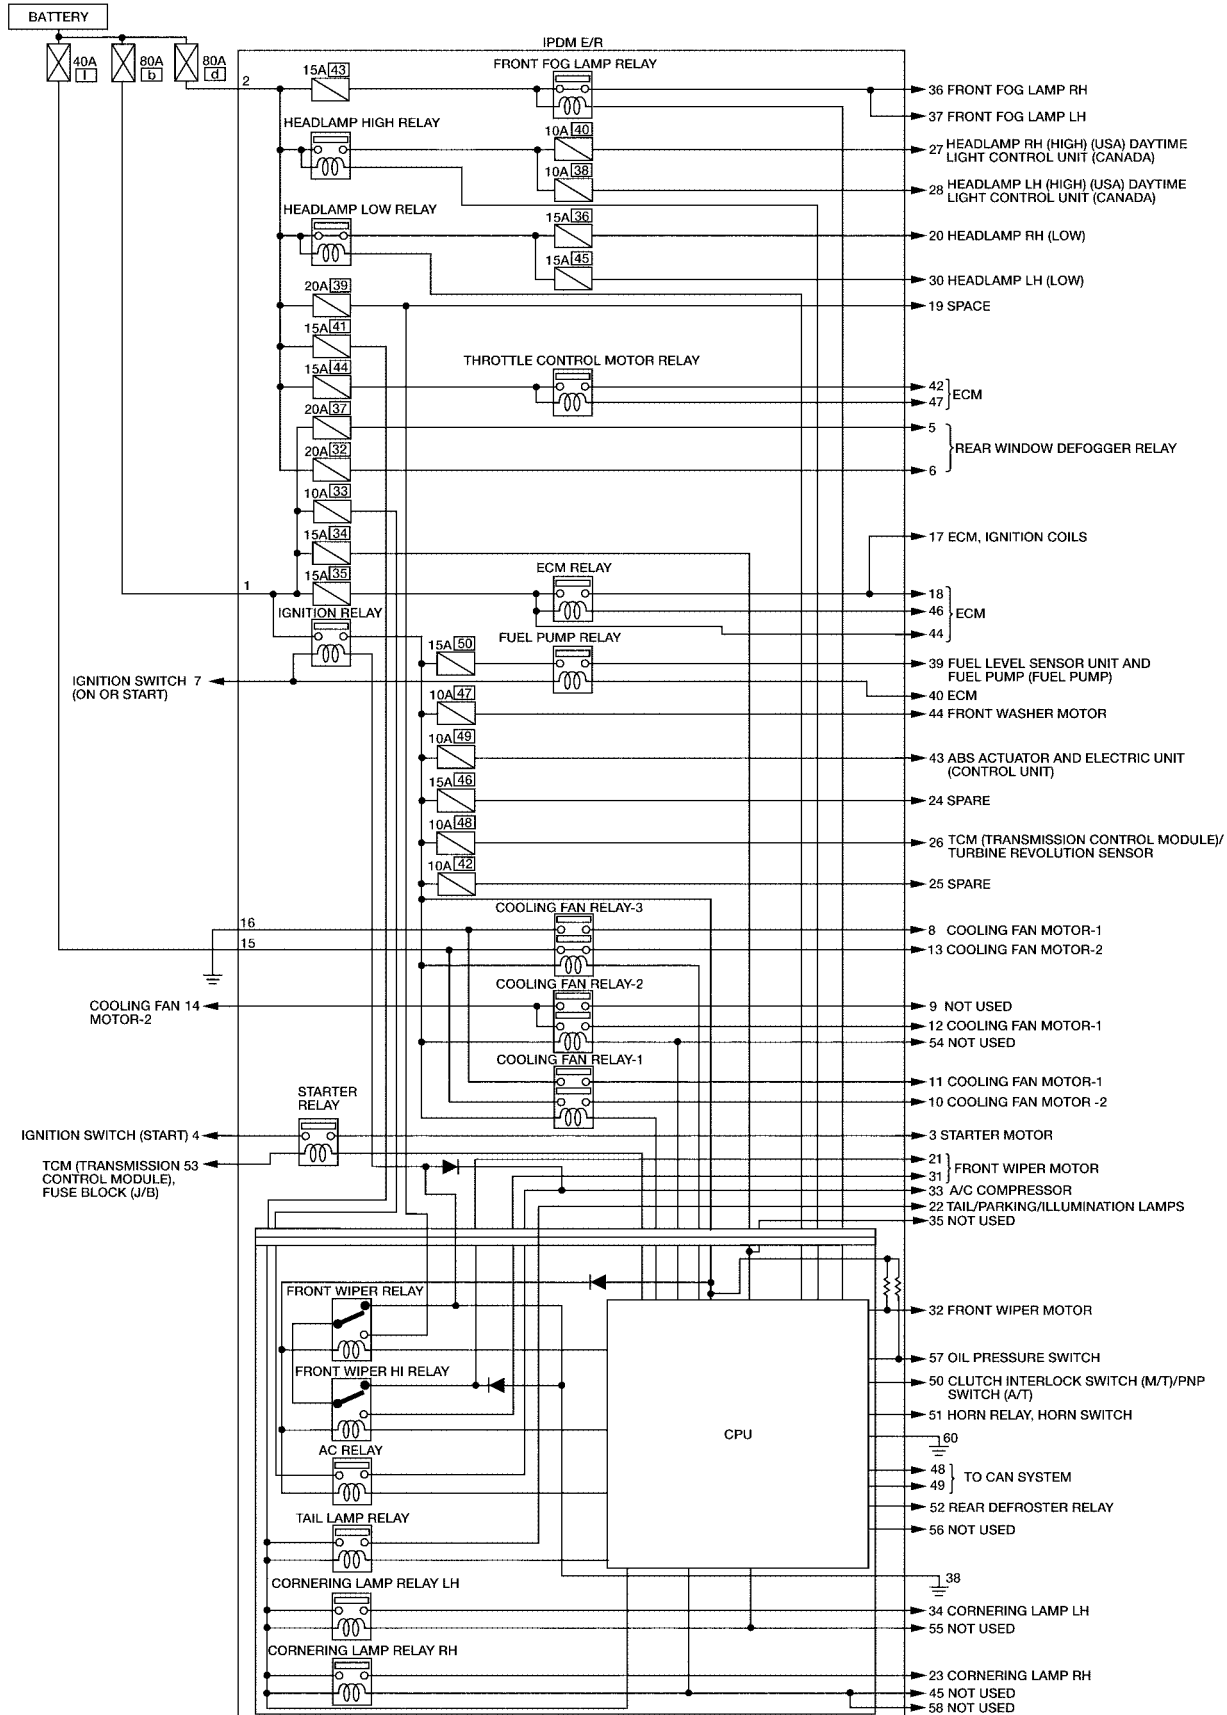 BATTERY
IPDM E/R
40A
I
80A
b
80A
d
2
15A 43
FRONT FOG LAMP RELAY
36 FRONT FOG LAMP RH
37 FRONT FOG LAMP LH
HEADLAMP HIGH RELAY
10A 40
27 HEADLAMP RH (HIGH) (USA) DAYTIME
LIGHT CONTROL UNIT (CANADA)
10A 38
28 HEADLAMP LH (HIGH) (USA) DAYTIME
LIGHT CONTROL UNIT (CANADA)
HEADLAMP LOW RELAY
15A 36
20 HEADLAMP RH (LOW)
15A 45
30 HEADLAMP LH (LOW)
20A 39
19 SPACE
15A 41
15A 44
THROTTLE CONTROL MOTOR RELAY
42
47
ECM
20A 37
5
20A 32
6
REAR WINDOW DEFOGGER RELAY
10A 33
15A 34
17 ECM, IGNITION COILS
1
15A 35
ECM RELAY
18
46
44
ECM
IGNITION RELAY
FUEL PUMP RELAY
15A 50
39 FUEL LEVEL SENSOR UNIT AND
FUEL PUMP (FUEL PUMP)
IGNITION SWITCH 7
(ON OR START)
40 ECM
10A 47
44 FRONT WASHER MOTOR
10A 49
43 ABS ACTUATOR AND ELECTRIC UNIT
(CONTROL UNIT)
15A 46
24 SPARE
10A 48
26 TCM (TRANSMISSION CONTROL MODULE)/
TURBINE REVOLUTION SENSOR
10A 42
25 SPARE
COOLING FAN RELAY-3
16
8 COOLING FAN MOTOR-1
15
13 COOLING FAN MOTOR-2
COOLING FAN RELAY-2
COOLING FAN 14
MOTOR-2
9 NOT USED
12 COOLING FAN MOTOR-1
54 NOT USED
COOLING FAN RELAY-1
11 COOLING FAN MOTOR-1
10 COOLING FAN MOTOR -2
STARTER
RELAY
IGNITION SWITCH (START) 4
3 STARTER MOTOR
TCM (TRANSMISSION 53
CONTROL MODULE),
FUSE BLOCK (J/B)
21
31
FRONT WIPER MOTOR
33 A/C COMPRESSOR
22 TAIL/PARKING/ILLUMINATION LAMPS
35 NOT USED
FRONT WIPER RELAY
32 FRONT WIPER MOTOR
57 OIL PRESSURE SWITCH
FRONT WIPER HI RELAY
50 CLUTCH INTERLOCK SWITCH (M/T)/PNP
SWITCH (A/T)
51 HORN RELAY, HORN SWITCH
CPU
60
AC RELAY
48
49
TO CAN SYSTEM
52 REAR DEFROSTER RELAY
TAIL LAMP RELAY
56 NOT USED
CORNERING LAMP RELAY LH
38
34 CORNERING LAMP LH
55 NOT USED
CORNERING LAMP RELAY RH
23 CORNERING LAMP RH
45 NOT USED
58 NOT USED